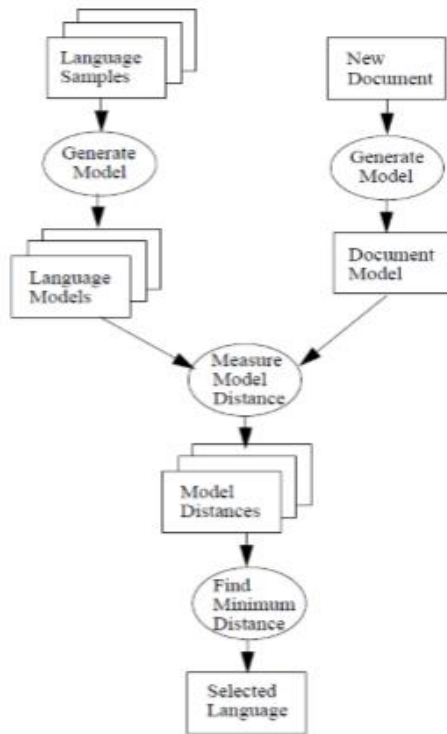 Language
Samples
New
Document
Generate
Model
Generate
Model
Language
Models
Document
Model
Measure
Model
Distance
Model
Distances
Find
Minimum
Distance
Selected
Language